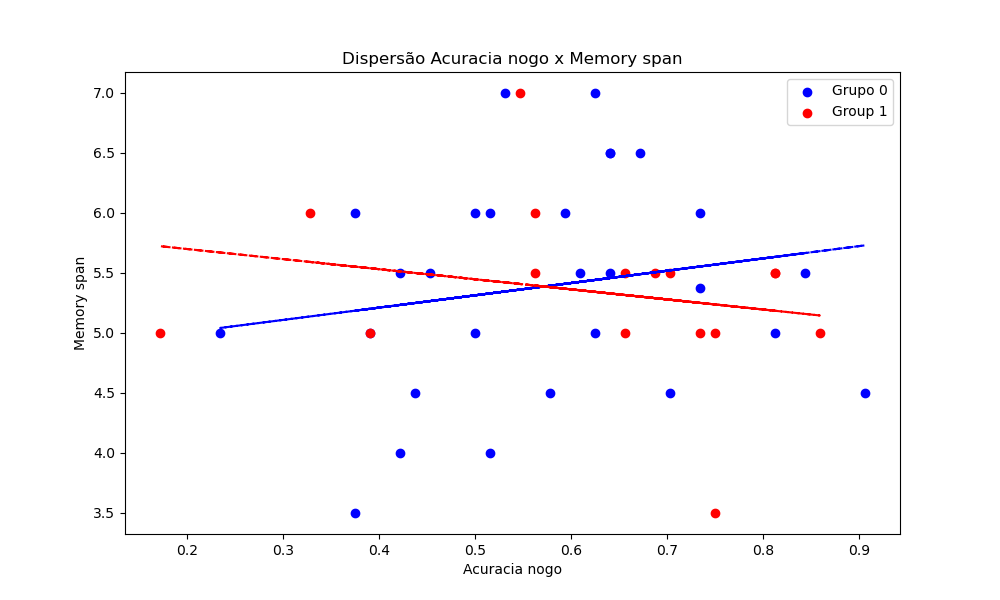 Dispersão Acuracia nogo x Memory span
Grupo 0
Group 1
Memory span
7.0
6.5
6.0
5.5
5.0
4.5
4.0
3.5
0.2 0.3 0.4 0.5 0.6 0.7 0.8 0.9
Acuracia nogo